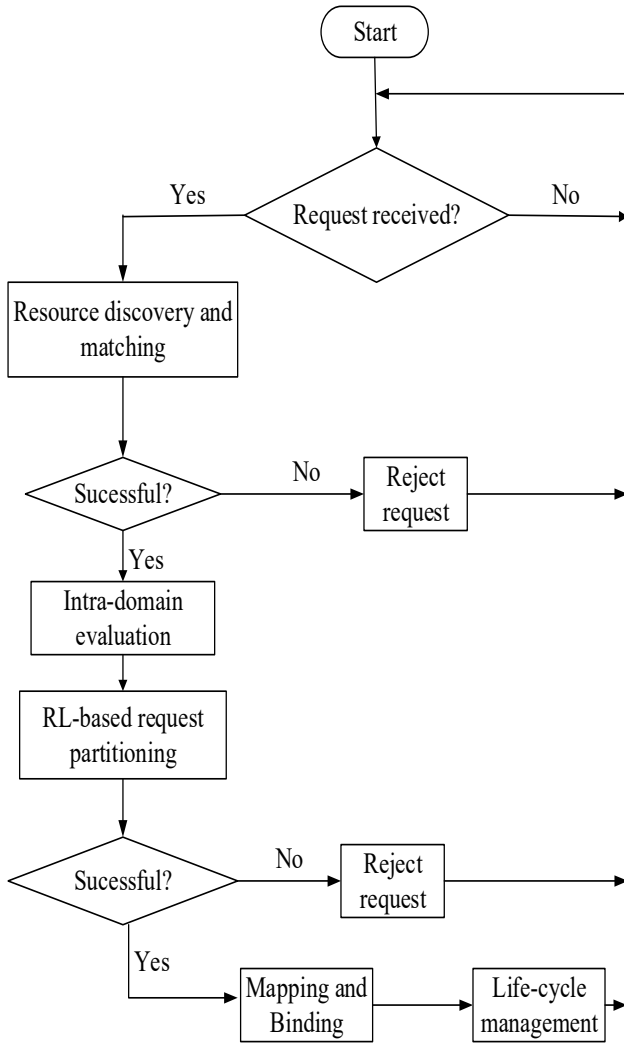 Start
Yes
Request received?
No
Resource discovery and
matching
Sucessful?
No
Reject
request
Yes
Intra-domain
evaluation
RL-based request
partitioning
Sucessful?
No
Reject
request
Yes
Mapping and
Binding
Life-cycle
management